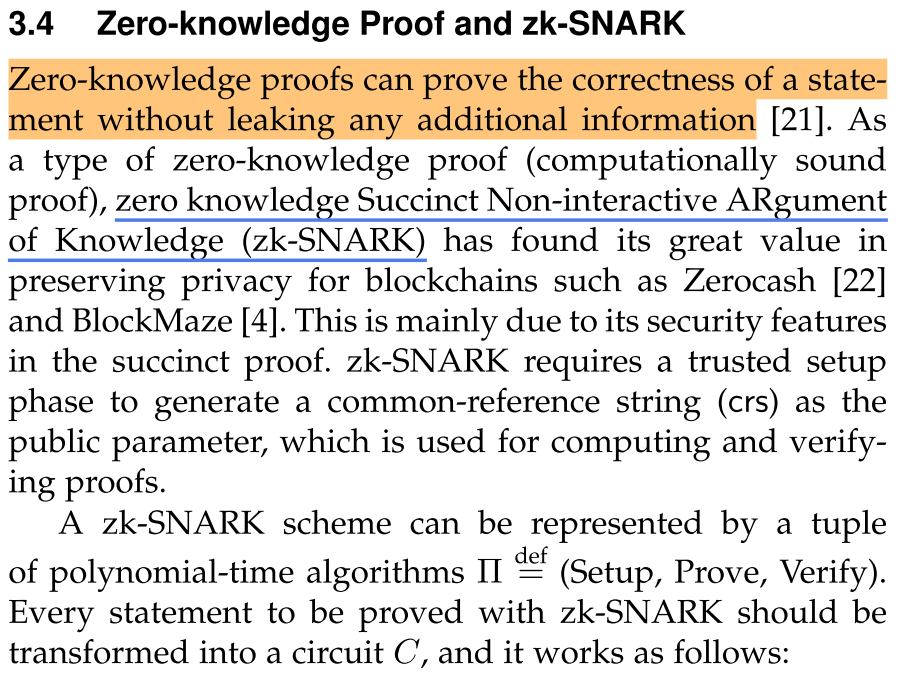 3.4 Zero-knowledge Proof and zk-SNARK
Zero-knowledge proofs can prove the correctness of a state-
ment without leaking any additional information [21]. As
a type of zero-knowledge proof (computationally sound
proof), zero knowledge Succinct Non-interactive ARgument
of Knowledge (zk-SNARK) has found its great value in
preserving privacy for blockchains such as Zerocash [22]
and BlockMaze [4]. This is mainly due to its security features
in the succinct proof. zk-SNARK requires a trusted setup
phase to generate a common-reference string (crs) as the
public parameter, which is used for computing and verify-
ing proofs.
A zk-SNARK scheme can be represented by a tuple
of polynomial-time algorithms Π def= (Setup, Prove, Verify).
Every statement to be proved with zk-SNARK should be
transformed into a circuit C, and it works as follows: